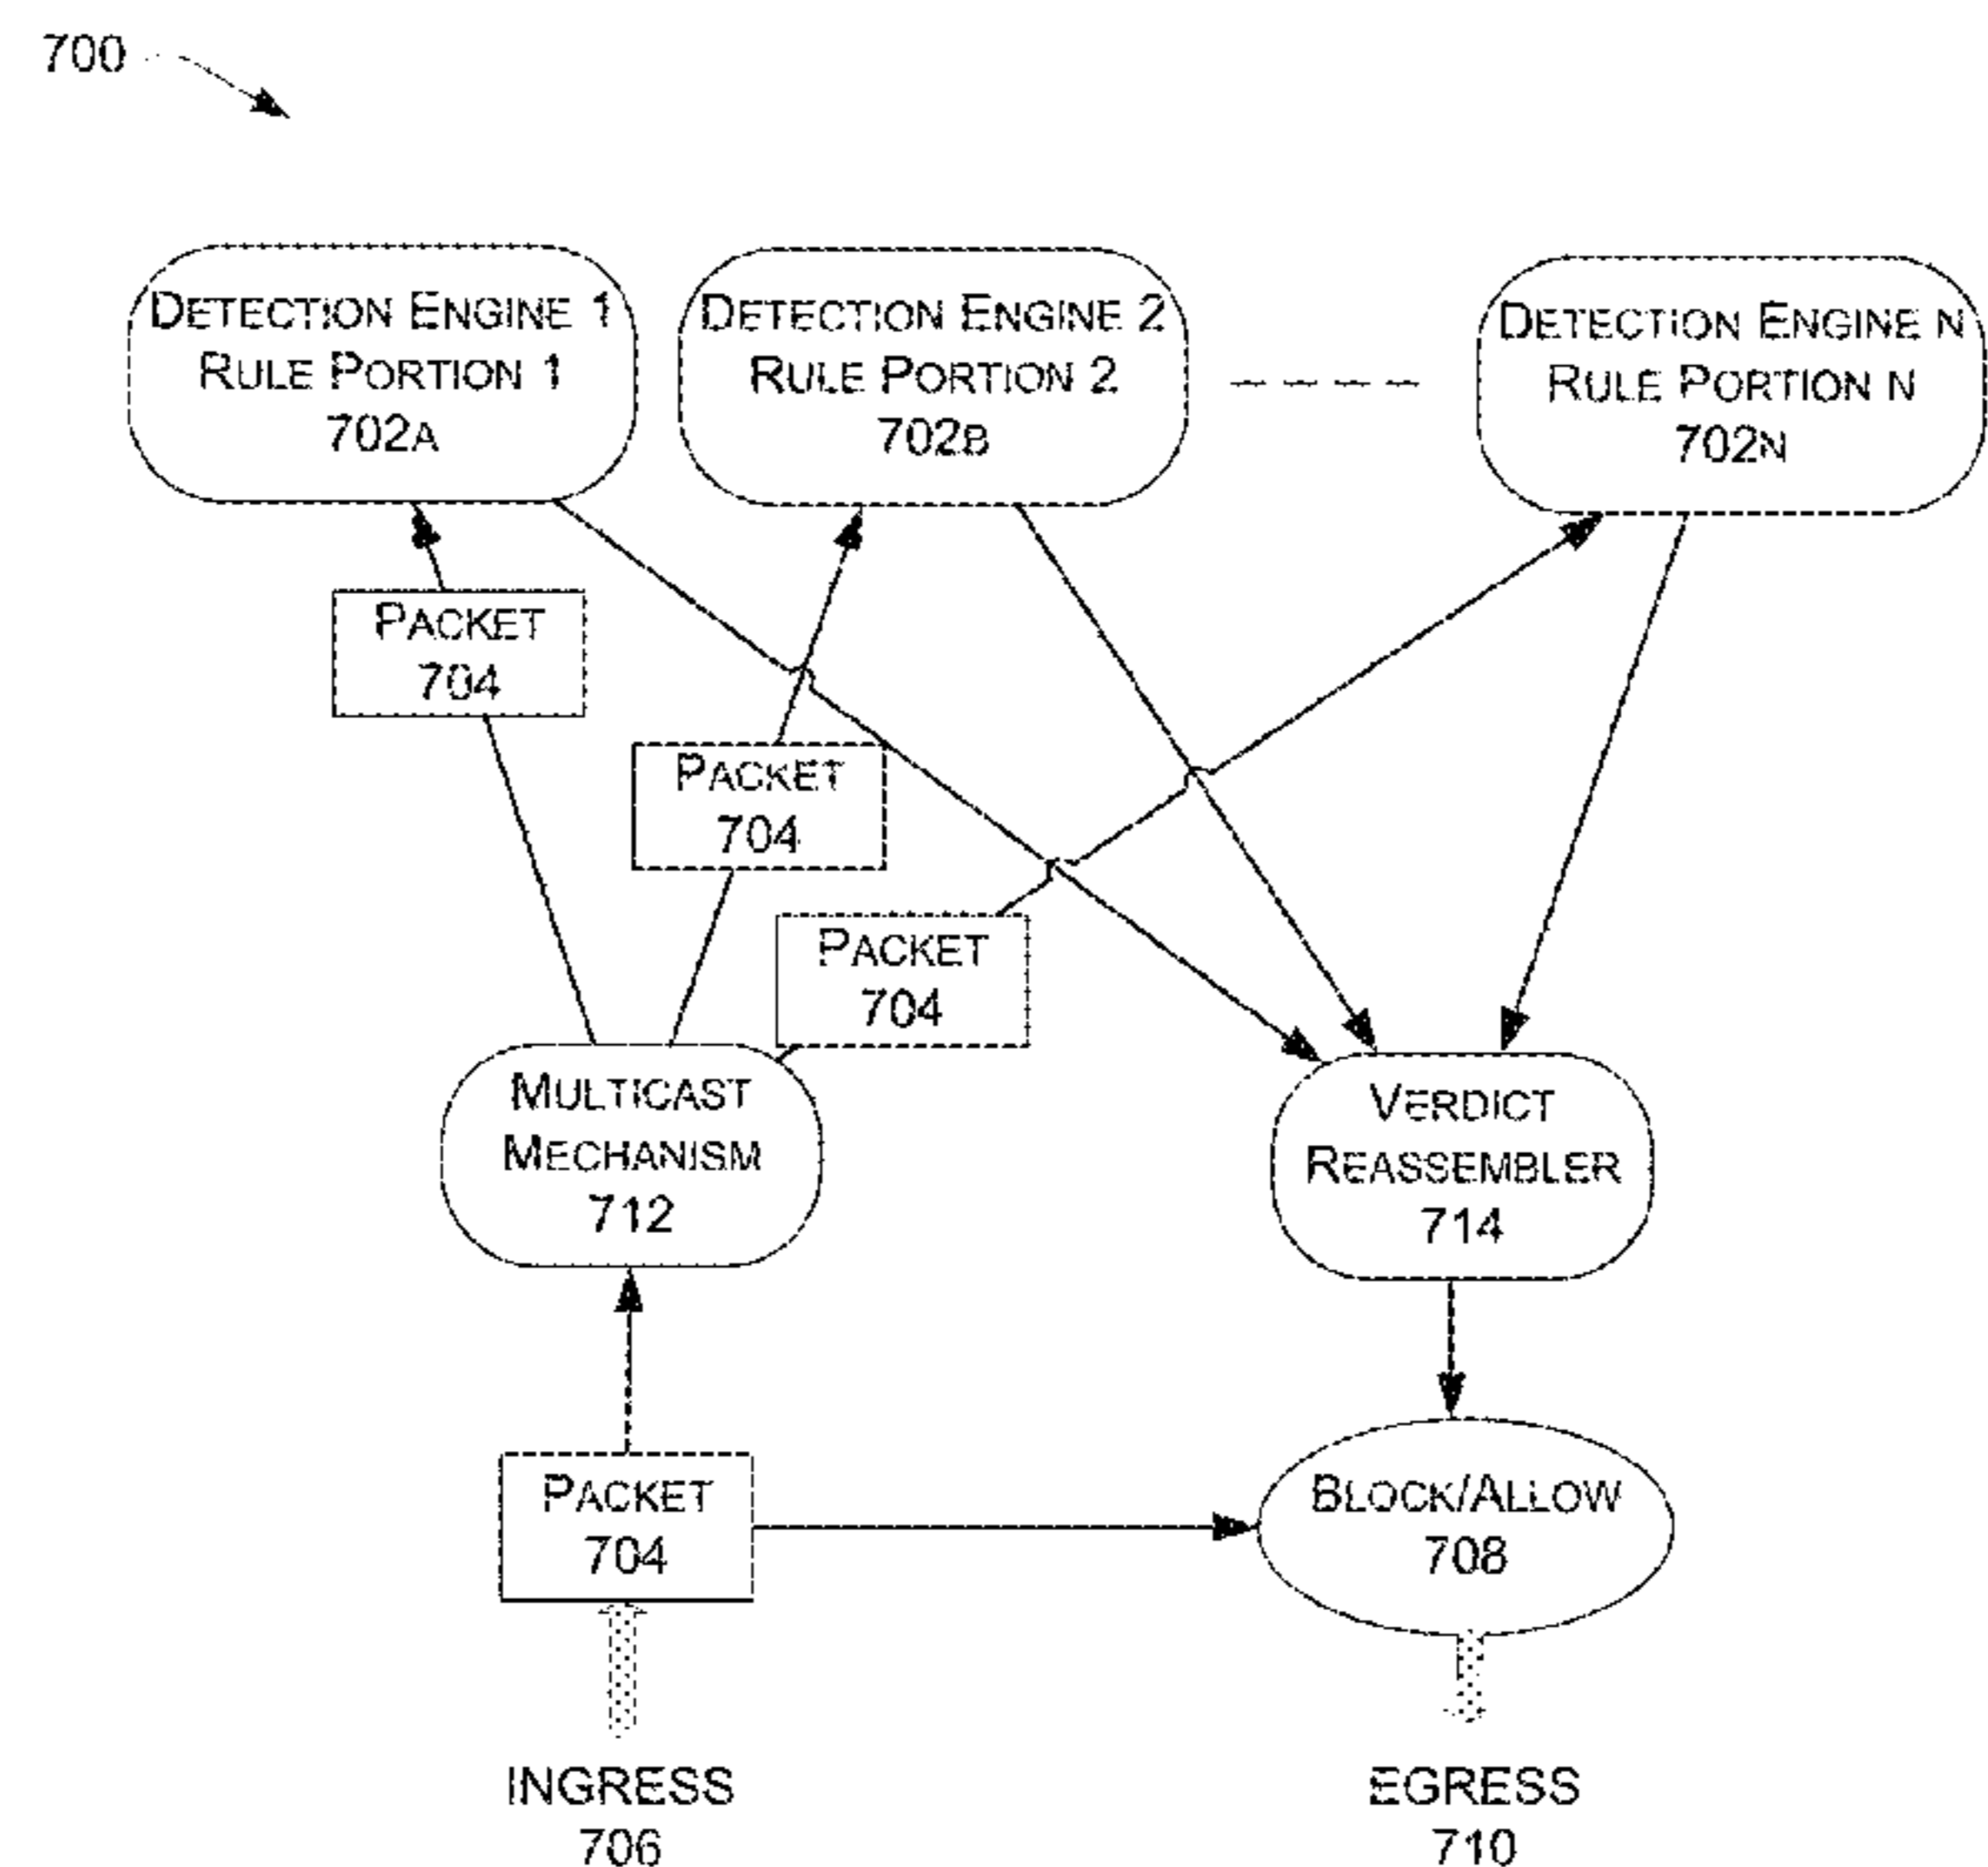 700
DETECTION ENGINE 1
RULE PORTION 1
702A
DETECTION ENGINE 2
RULE PORTION 2
702B
DETECTION ENGINE N
RULE PORTION N
702N
PACKET
704
PACKET
704
PACKET
704
MULTICAST
MECHANISM
712
VERDICT
REASSEMBLER
714
PACKET
704
BLOCK/ALLOW
708
INGRESS
706
EGRESS
710